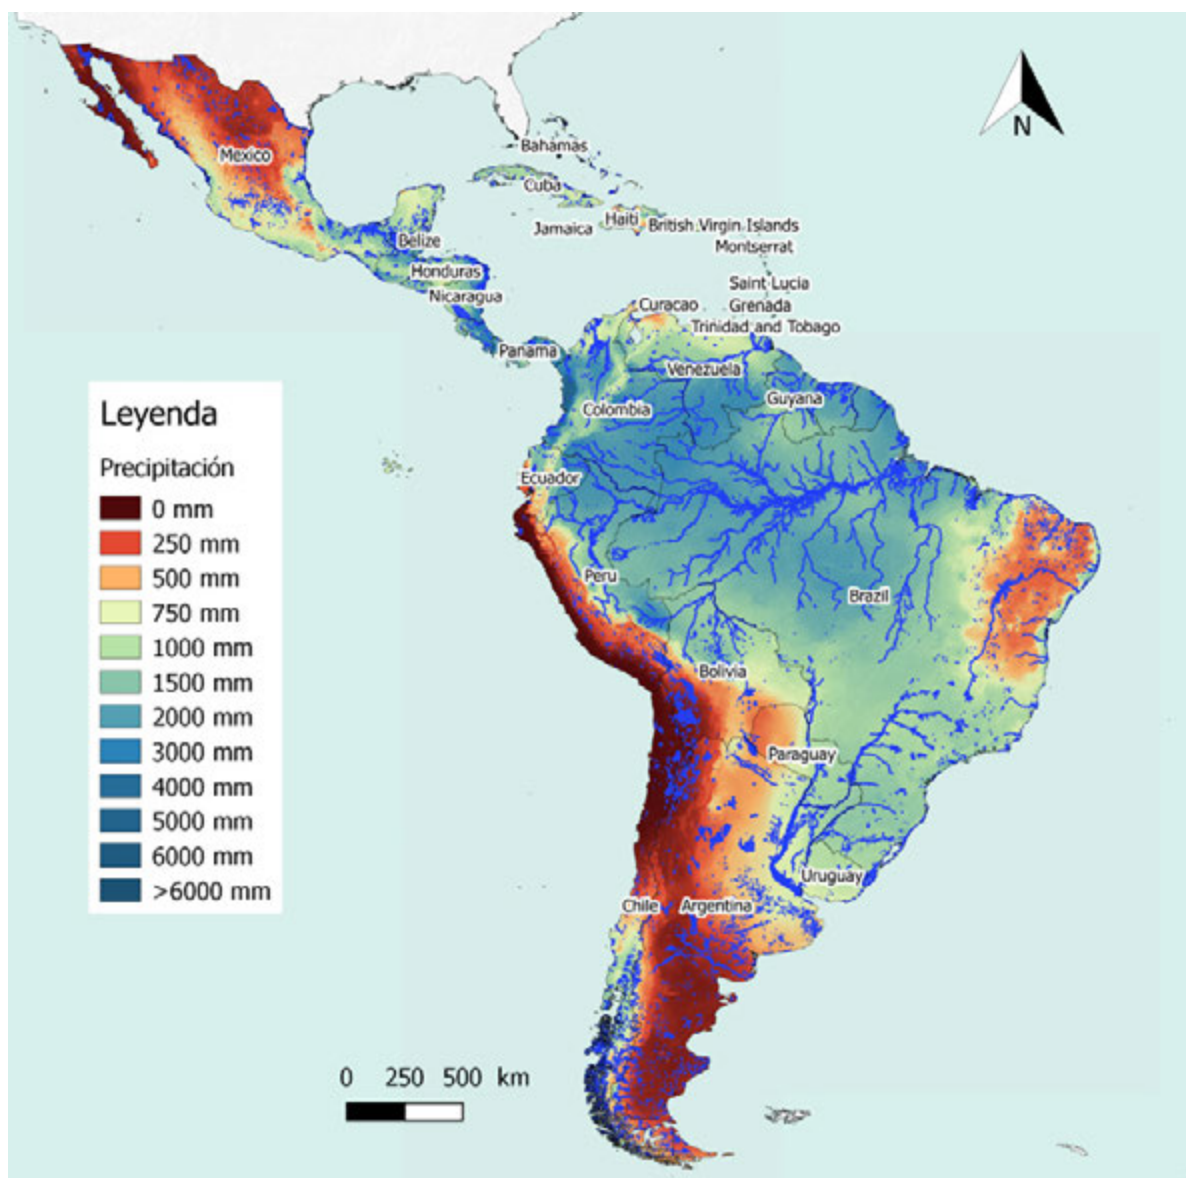 N
Bahamas
Mexico
Cuba
Haiti
Jamaica
British Virgin Islands
Belize
Montserrat
Honduras
Saint Lucia
Nicaragua
Curacao
Grenada
Trinidad and Tobago
Panama
Venezuela
Guyana
Colombia
Ecuador
Peru
Brazil
Bolivia
Paraguay
Uruguay
Chile
Argentina
Leyenda
Precipitación
0 mm
250 mm
500 mm
750 mm
1000 mm
1500 mm
2000 mm
3000 mm
4000 mm
5000 mm
6000 mm
>6000 mm
0 250 500 km